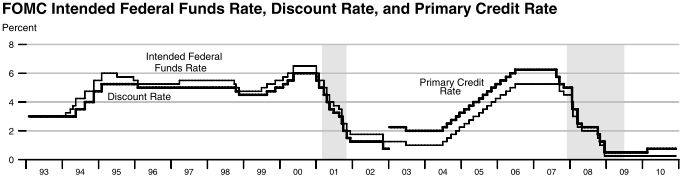 FOMC Intended Federal Funds Rate, Discount Rate, and Primary Credit Rate
Percent
8
6
4
2
0
Intended Federal
Funds Rate
Discount Rate
Primary Credit
Rate
93 94 95 96 97 98 99 00 01 02 03 04 05 06 07 08 09 10